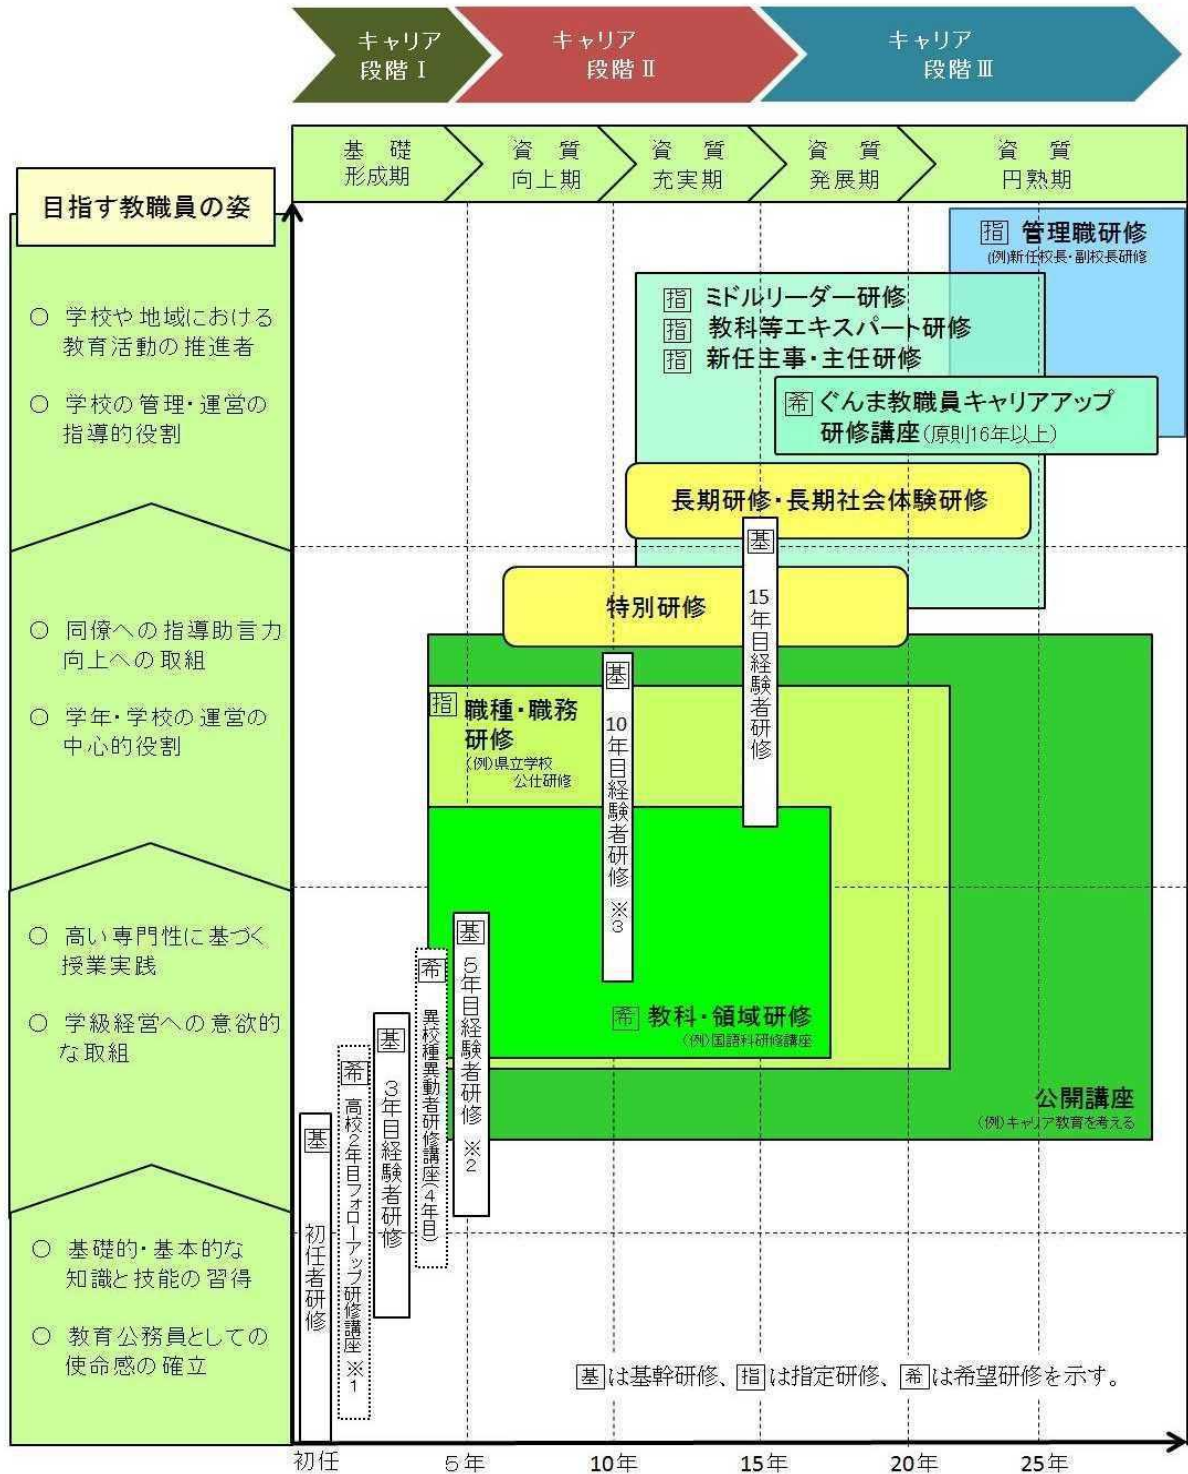 キャリア
段階Ⅰ
キャリア
段階Ⅱ
キャリア
段階Ⅲ
基 礎
形成期
資 質
向上期
資 質
充実期
資 質
発展期
資 質
円熟期
目指す教職員の姿
○ 学校や地域における
教育活動の推進者
○ 学校の管理・運営の
指導的役割
○ 同僚への指導助言力
向上への取組
○ 学年・学校の運営の
中心的役割
○ 高い専門性に基づく
授業実践
○ 学級経営への意欲的
な取組
○ 基礎的・基本的な
知識と技能の習得
○ 教育公務員としての
使命感の確立
指 管理職研修
(例)新任校長・副校長研修
指 ミドルリーダー研修
指 教科等エキスパート研修
指 新任主事・主任研修
希 ぐんま教職員キャリアアップ
研修講座(原則16年以上)
長期研修・長期社会体験研修
特別研修
基 15年目経験者研修
基 10年目経験者研修 ※3
指 職種・職務
研修
(例)県立学校
公仕研修
希 教科・領域研修
(例)国語科研修講座
公開講座
(例)キャリア教育を考える
基 5年目経験者研修 ※2
希 異校種異動者研修講座(4年目)
基 3年目経験者研修
希 高校2年目フォローアップ研修講座 ※1
基 初任者研修
基は基幹研修、指は指定研修、希は希望研修を示す。
初任
5年
10年
15年
20年
25年